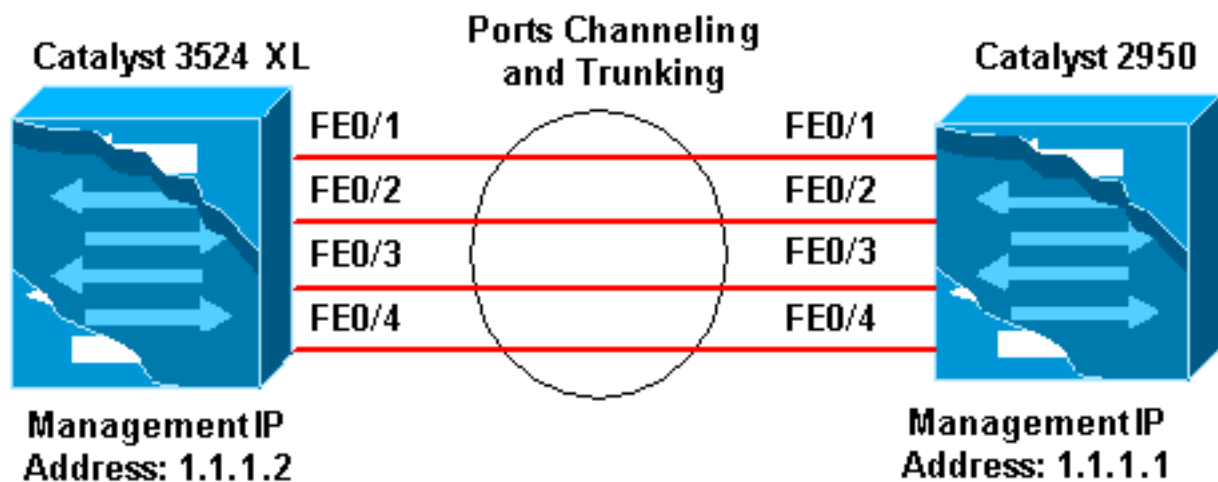 Ports Channeling
and Trunking
Catalyst 3524 XL
Catalyst 2950
FE0/1
FE0/1
FE0/2
FE0/2
FE0/3
FE0/3
FE0/4
FE0/4
Management IP
Address: 1.1.1.2
Management IP
Address: 1.1.1.1